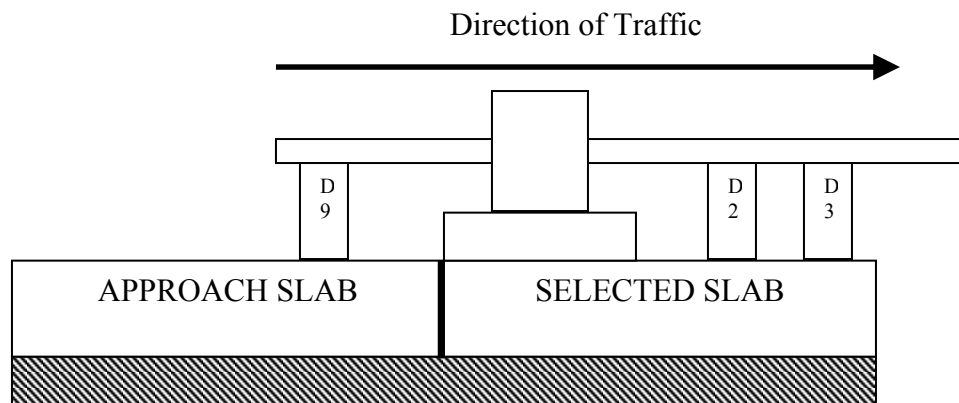 Direction of Traffic
D
9
D
2
D
3
APPROACH SLAB
SELECTED SLAB